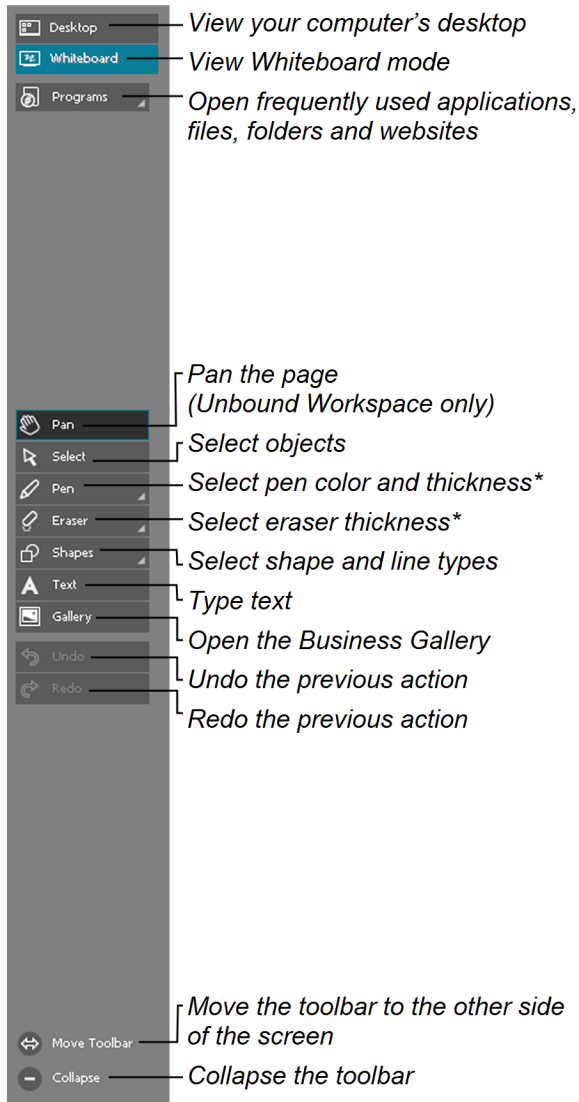 Desktop
View your computer's desktop
Whiteboard
View Whiteboard mode
Programs
Open frequently used applications,
files, folders and websites
Pan the page
(Unbound Workspace only)
Pan
Select
Select objects
Pen
Select pen color and thickness*
Eraser
Select eraser thickness*
Shapes
Select shape and line types
Text
Type text
Gallery
Open the Business Gallery
Undo
Undo the previous action
Redo
Redo the previous action
Move the toolbar to the other side
of the screen
Move Toolbar
Collapse
Collapse the toolbar